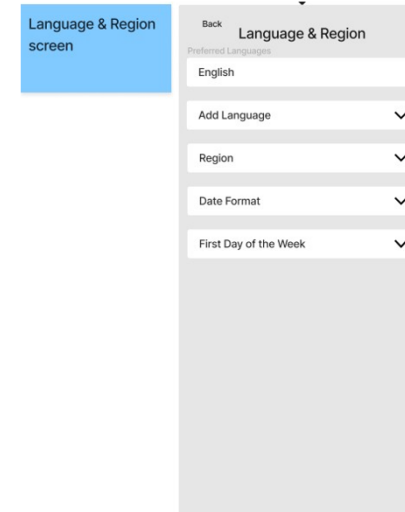 Language & Region
screen
Back
Language & Region
Preferred Languages
English
Add Language
Region
Date Format
First Day of the Week